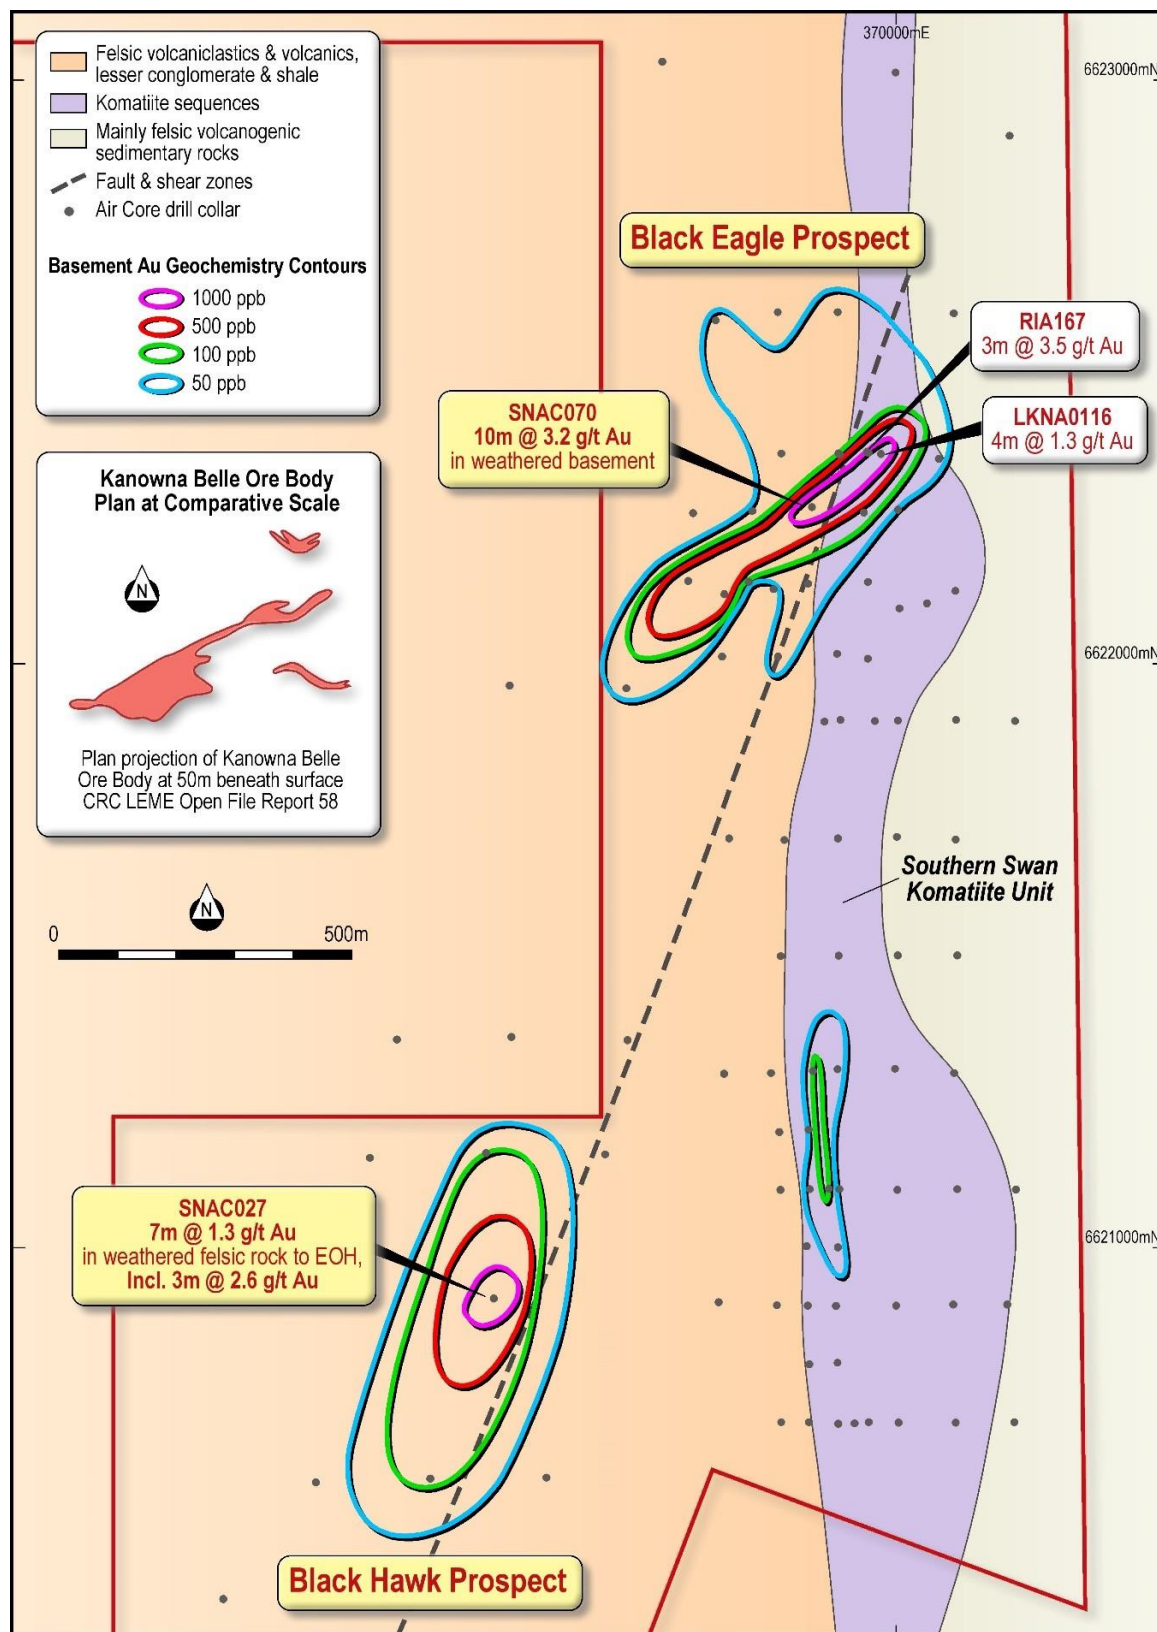 370000mE
6623000mN
Felsic volcaniclastics & volcanics,
lesser conglomerate & shale
Komatiite sequences
Mainly felsic volcanogenic
sedimentary rocks
Fault & shear zones
Air Core drill collar
Basement Au Geochemistry Contours
1000 ppb
500 ppb
100 ppb
50 ppb
Black Eagle Prospect
RIA167
3m @ 3.5 g/t Au
SNAC070
10m @ 3.2 g/t Au
in weathered basement
LKNA0116
4m @ 1.3 g/t Au
Kanowna Belle Ore Body
Plan at Comparative Scale
N
Plan projection of Kanowna Belle
Ore Body at 50m beneath surface
CRC LEME Open File Report 58
6622000mN
Southern Swan
Komatiite Unit
N
0 500m
SNAC027
7m @ 1.3 g/t Au
in weathered felsic rock to EOH,
Incl. 3m @ 2.6 g/t Au
6621000mN
Black Hawk Prospect